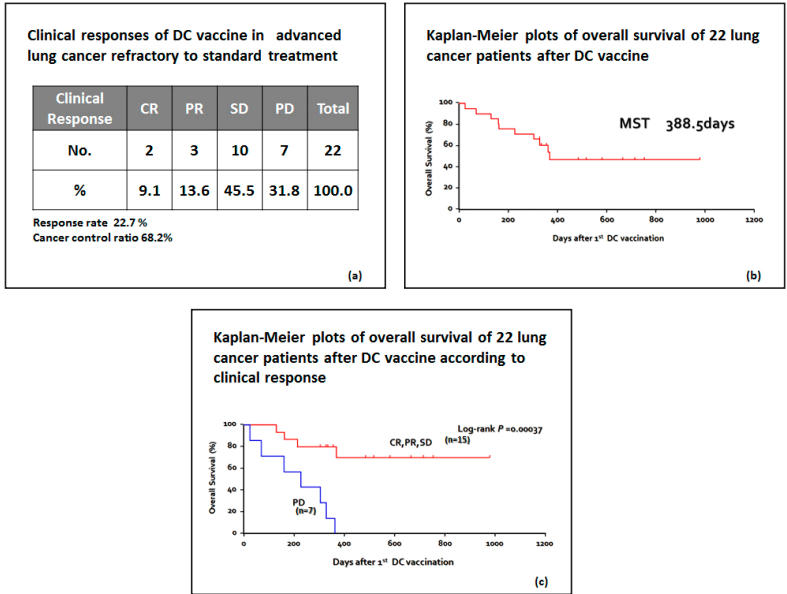 Clinical responses of DC vaccine in advanced
lung cancer refractory to standard treatment
Clinical Response CR PR SD PD Total
No. 2 3 10 7 22
% 9.1 13.6 45.5 31.8 100.0
Response rate 22.7 %
Cancer control ratio 68.2%
(a)
Kaplan-Meier plots of overall survival of 22 lung
cancer patients after DC vaccine
MST 388.5days
Overall Survival (%)
100
80
60
40
20
0
0 200 400 600 800 1000 1200
Days after 1st DC vaccination
(b)
Kaplan-Meier plots of overall survival of 22 lung
cancer patients after DC vaccine according to
clinical response
Log-rank P =0.00037
CR,PR,SD
(n=15)
PD
(n=7)
Overall Survival (%)
100
80
60
40
20
0
0 200 400 600 800 1000 1200
Days after 1st DC vaccination
(c)